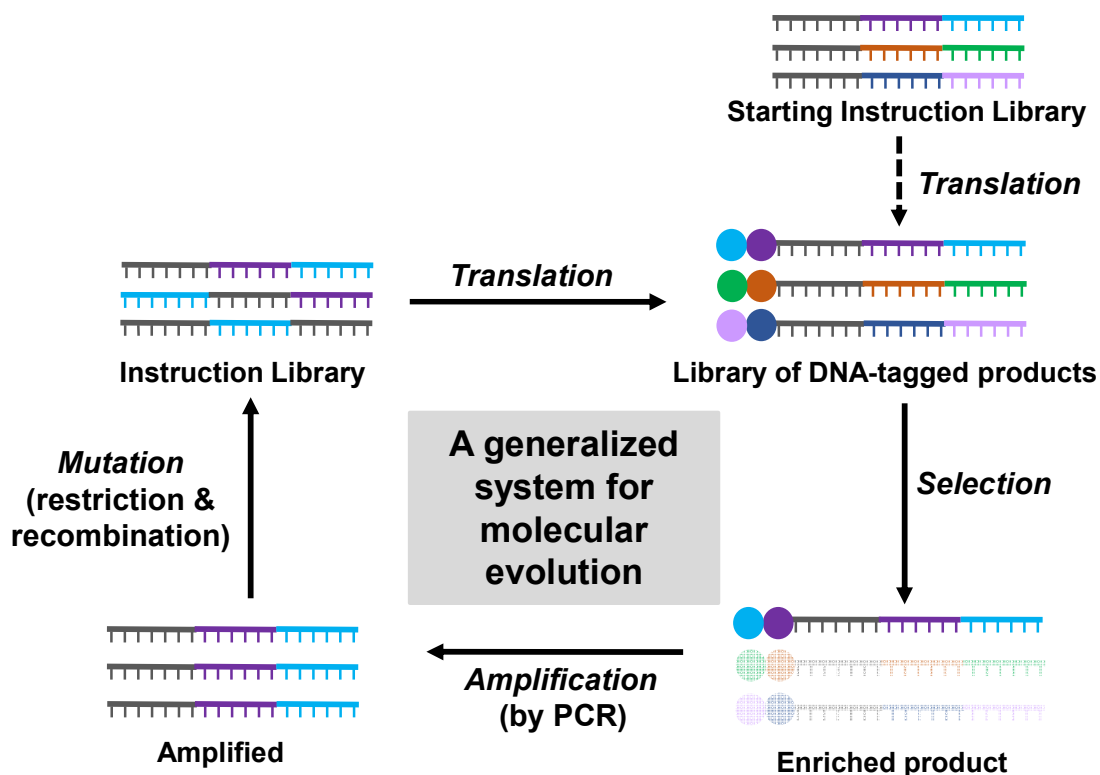 Starting Instruction Library
Translation
Translation
Instruction Library
Library of DNA-tagged products
A generalized
system for
molecular
evolution
Mutation
(restriction &
recombination)
Selection
Amplification
(by PCR)
Amplified
Enriched product